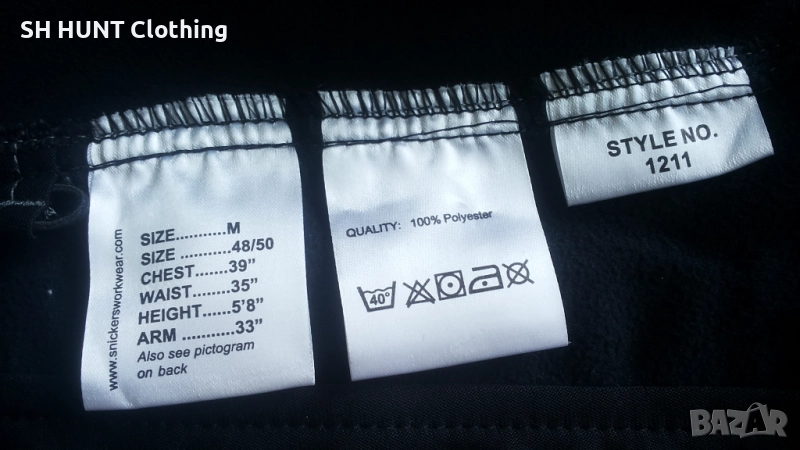 SH HUNT Clothing
www.snickersworkwear.com
SIZE...........M
SIZE ...........48/50
CHEST........39"
WAIST........35"
HEIGHT......5'8"
ARM ...........33"
Also see pictogram
on back
QUALITY: 100% Polyester
40°
STYLE NO.
1211
BAZAR